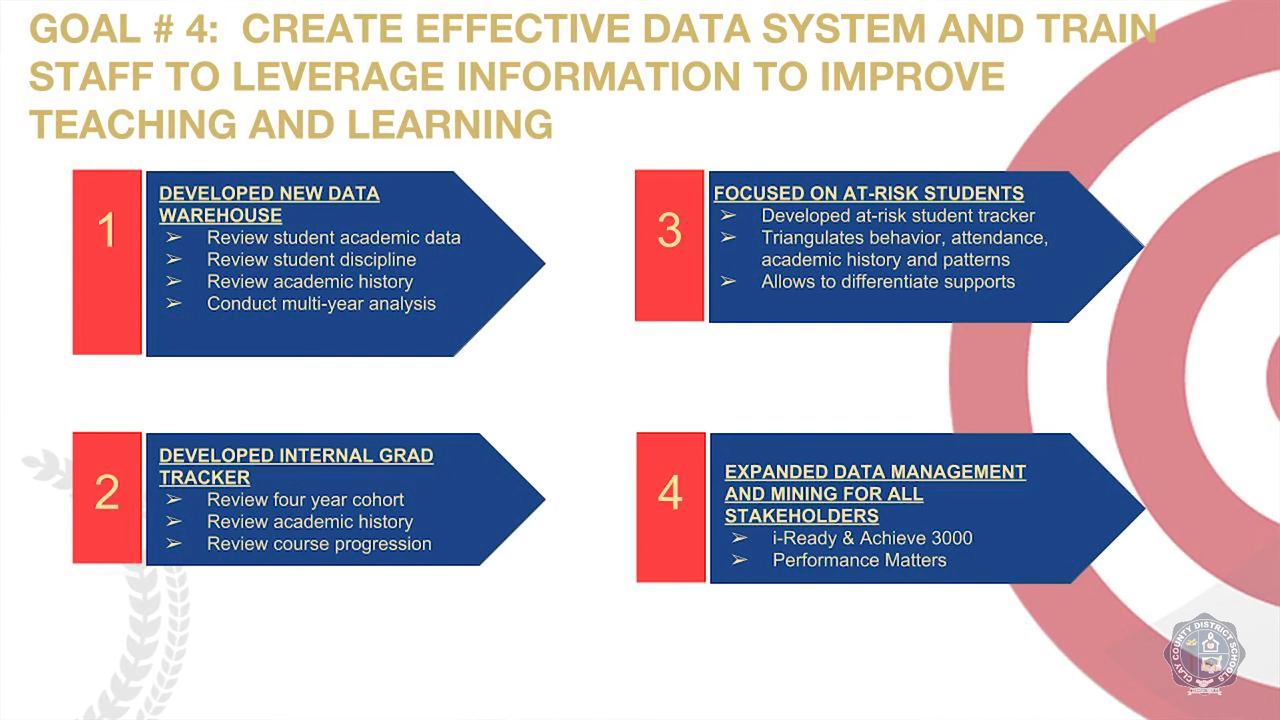 GOAL # 4: CREATE EFFECTIVE DATA SYSTEM AND TRAIN
STAFF TO LEVERAGE INFORMATION TO IMPROVE
TEACHING AND LEARNING
1
DEVELOPED NEW DATA
WAREHOUSE
➢ Review student academic data
➢ Review student discipline
➢ Review academic history
➢ Conduct multi-year analysis
2
DEVELOPED INTERNAL GRAD
TRACKER
➢ Review four year cohort
➢ Review academic history
➢ Review course progression
3
FOCUSED ON AT-RISK STUDENTS
➢ Developed at-risk student tracker
➢ Triangulates behavior, attendance,
academic history and patterns
➢ Allows to differentiate supports
4
EXPANDED DATA MANAGEMENT
AND MINING FOR ALL
STAKEHOLDERS
➢ i-Ready & Achieve 3000
➢ Performance Matters
CLAY COUNTY DISTRICT SCHOOLS